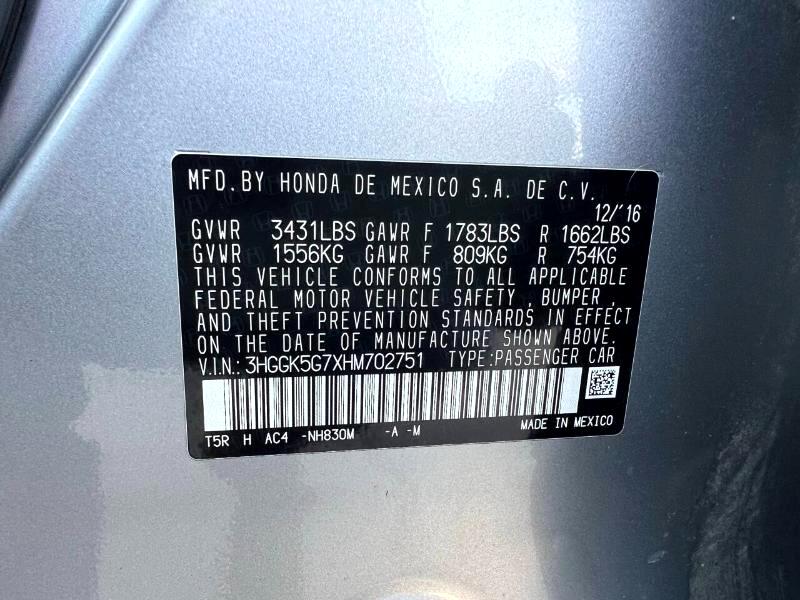 MFD. BY HONDA DE MEXICO S.A. DE C.V.
12/'16
GVWR 3431LBS GAWR F 1783LBS R 1662LBS
GVWR 1556KG GAWR F 809KG R 754KG
THIS VEHICLE CONFORMS TO ALL APPLICABLE
FEDERAL MOTOR VEHICLE SAFETY , BUMPER ,
AND THEFT PREVENTION STANDARDS IN EFFECT
ON THE DATE OF MANUFACTURE SHOWN ABOVE.
V.I.N.: 3HGGK5G7XHM702751 TYPE:PASSENGER CAR
T5R H AC4 -NH830M -A -M MADE IN MEXICO